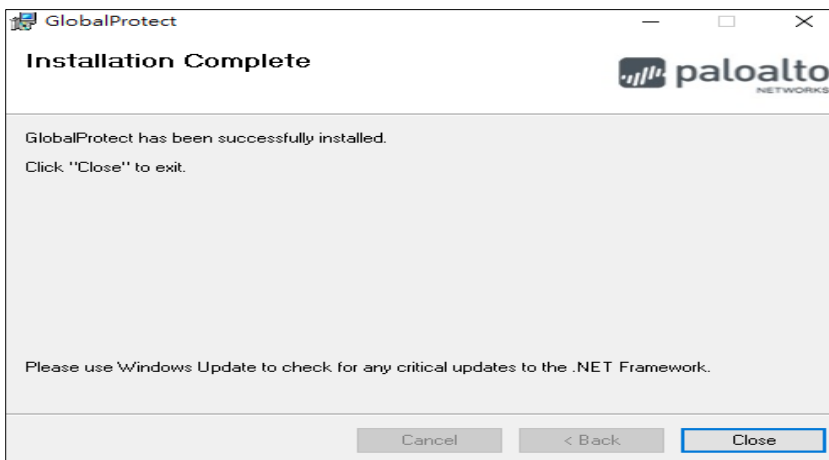 GlobalProtect
Installation Complete
paloalto
NETWORKS
GlobalProtect has been successfully installed.
Click "Close" to exit.
Please use Windows Update to check for any critical updates to the .NET Framework.
Cancel
< Back
Close